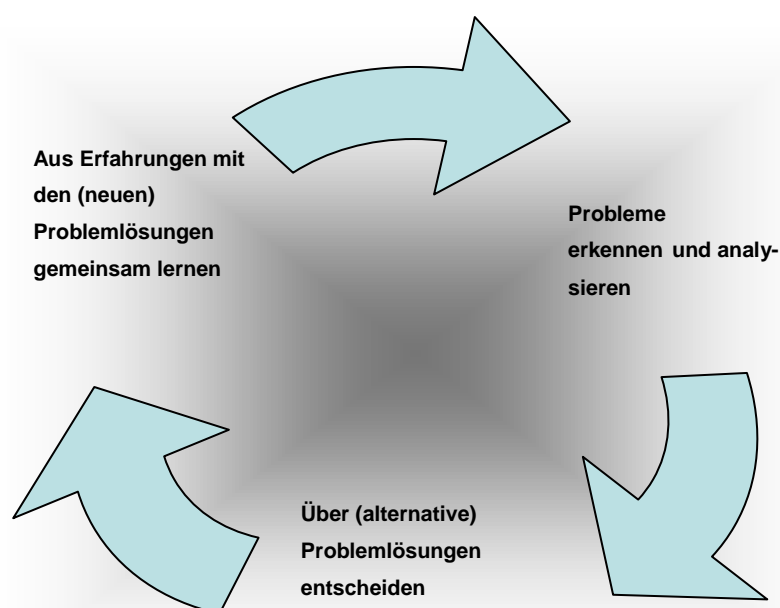 Aus Erfahrungen mit
den (neuen)
Problemlösungen
gemeinsam lernen
Probleme
erkennen und analy-
sieren
Über (alternative)
Problemlösungen
entscheiden